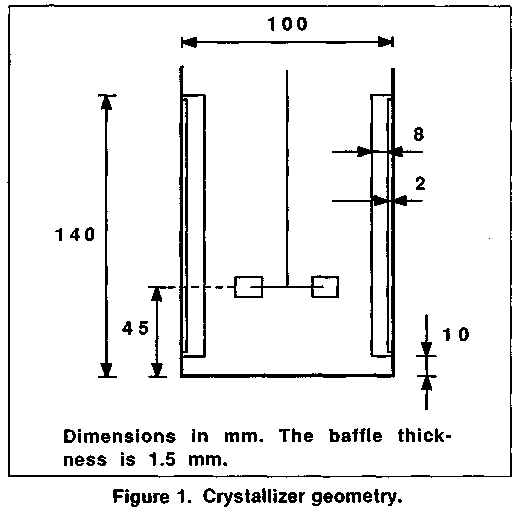 100
8
2
140
45
10
Dimensions in mm. The baffle thick-
ness is 1.5 mm.
Figure 1. Crystallizer geometry.